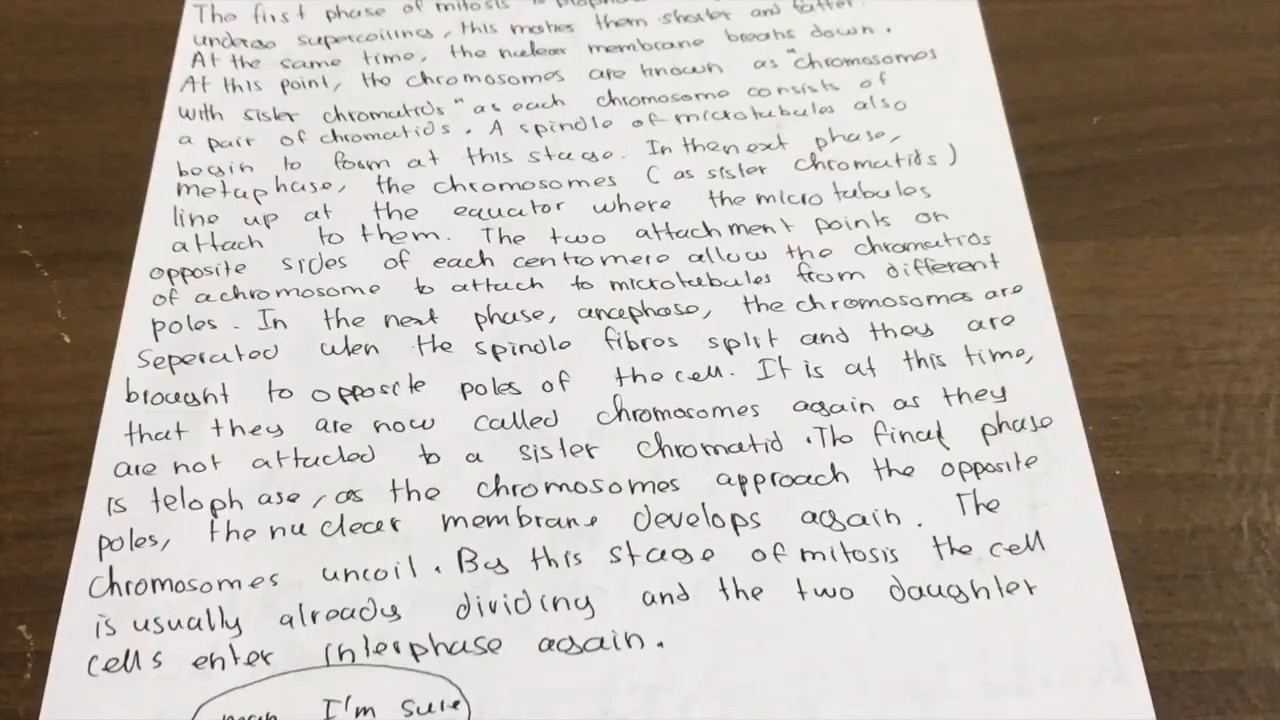 The first phase of mitosis is
undergo supercoiling, this makes them shorter and fatter.
At the same time, the nuclear membrane breaks down.
At this point, the chromosomes are known as "chromosomes
with sister chromatids" as each chromosome consists of
a pair of chromatids. A spindle of microtubules also
begin to form at this stage. In the next phase,
metaphase, the chromosomes (as sister chromatids)
line up at the equator where the micro tubules
attach to them. The two attachment points on
opposite sides of each centromere allow the chromatids
of a chromosome to attach to microtubules from different
poles. In the next phase, anaphase, the chromosomes are
seperated when the spindle fibres split and they are
brought to opposite poles of the cell. It is at this time,
that they are now called chromosomes again as they
are not attached to a sister chromatid. The final phase
is telophase, as the chromosomes approach the opposite
poles, the nuclear membrane develops again. The
chromosomes uncoil. By this stage of mitosis the cell
is usually already dividing and the two daughter
cells enter interphase again.
I'm sure